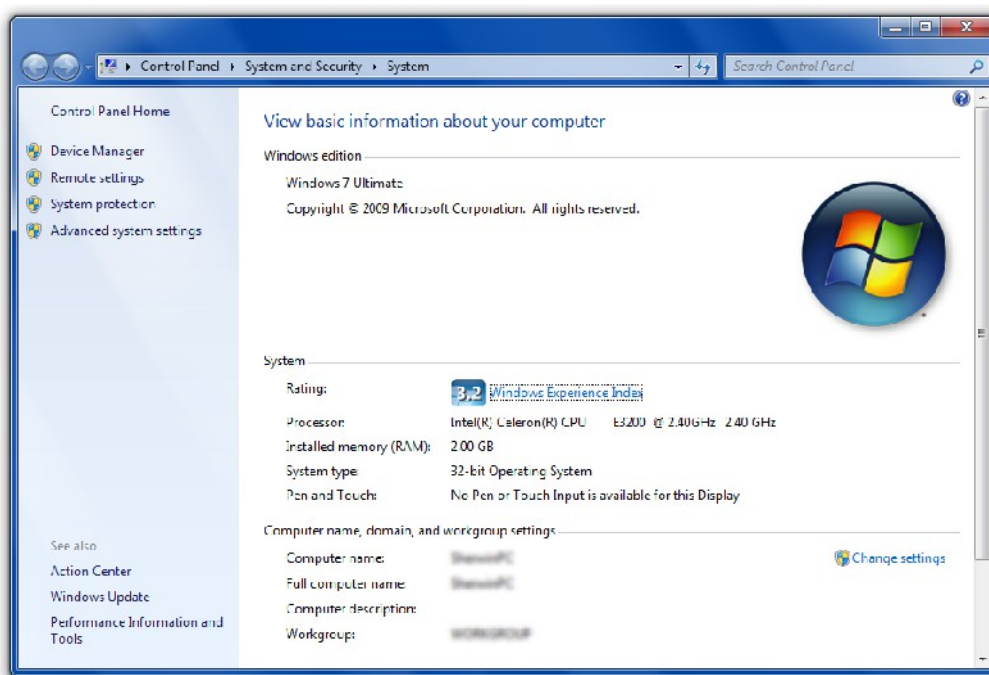 Control Panel ▸ System and Security ▸ System
Search Control Panel
Control Panel Home
Device Manager
Remote settings
System protection
Advanced system settings
See also
Action Center
Windows Update
Performance Information and
Tools
View basic information about your computer
Windows edition
Windows 7 Ultimate
Copyright © 2009 Microsoft Corporation. All rights reserved.
System
Rating: 3.2 Windows Experience Index
Processor: Intel(R) Celeron(R) CPU E3200 @ 2.40GHz 2.40 GHz
Installed memory (RAM): 2.00 GB
System type: 32-bit Operating System
Pen and Touch: No Pen or Touch Input is available for this Display
Computer name, domain, and workgroup settings
Computer name:
Change settings
Full computer name:
Computer description:
Workgroup: